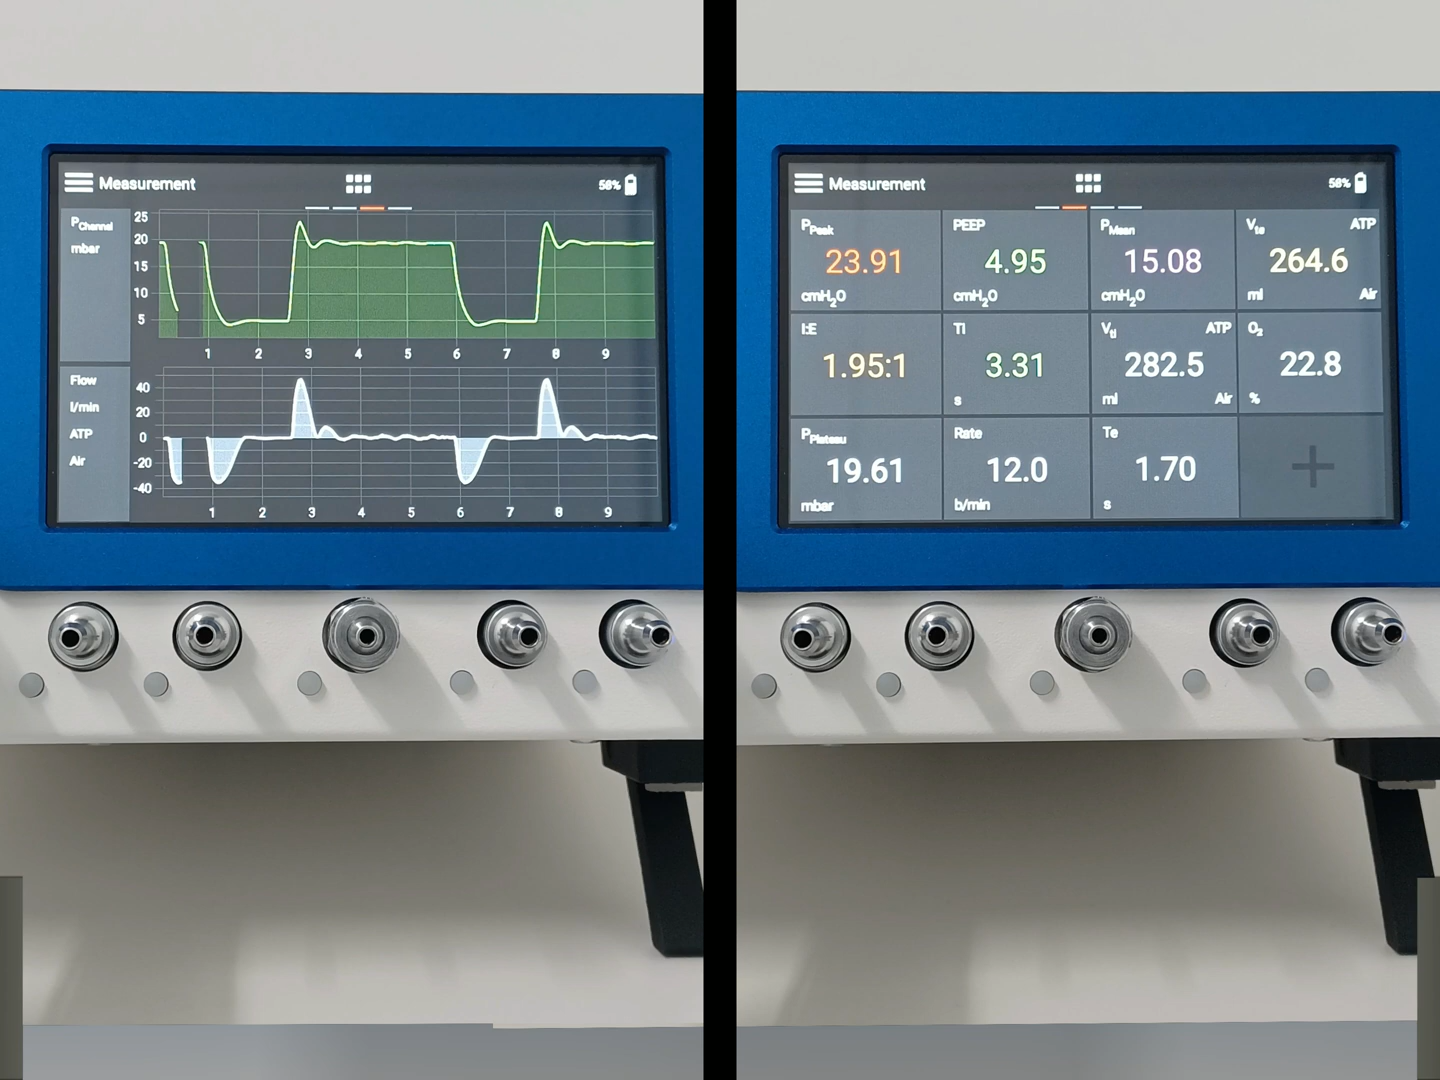 Measurement
56%
PChannel
mbar
25
20
15
10
5
1 2 3 4 5 6 7 8 9
Flow
l/min
ATP
Air
40
20
0
-20
-40
1 2 3 4 5 6 7 8 9
Measurement
56%
PPeak
23.91
cmH2O
PEEP
4.95
cmH2O
PMean
15.08
cmH2O
Vte ATP
264.6
ml Air
I:E
1.95:1
Ti
3.31
s
Vti ATP
282.5
ml Air
O2
22.8
%
PPlateau
19.61
mbar
Rate
12.0
b/min
Te
1.70
s